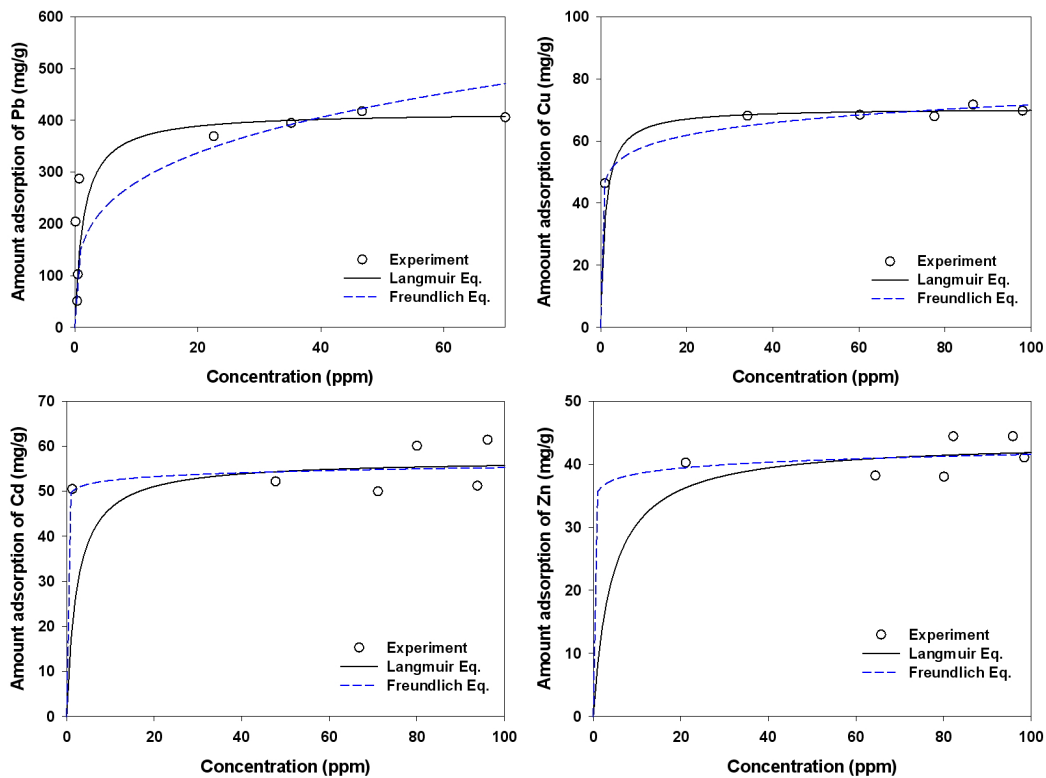 Amount adsorption of Pb (mg/g)
600
500
400
300
200
100
0
Experiment
Langmuir Eq.
Freundlich Eq.
0 20 40 60
Concentration (ppm)
Amoount adsorption of Cu (mg/g)
100
80
60
40
20
0
Experiment
Langmuir Eq.
Freundlich Eq.
0 20 40 60 80 100
Concentration (ppm)
Amount adsorption of Cd (mg/g)
70
60
50
40
30
20
10
0
Experiment
Langmuir Eq.
Freundlich Eq.
0 20 40 60 80 100
Concentration (ppm)
Amount adsorption of Zn (mg/g)
50
40
30
20
10
0
Experiment
Langmuir Eq.
Freundlich Eq.
0 20 40 60 80 100
Concentration (ppm)